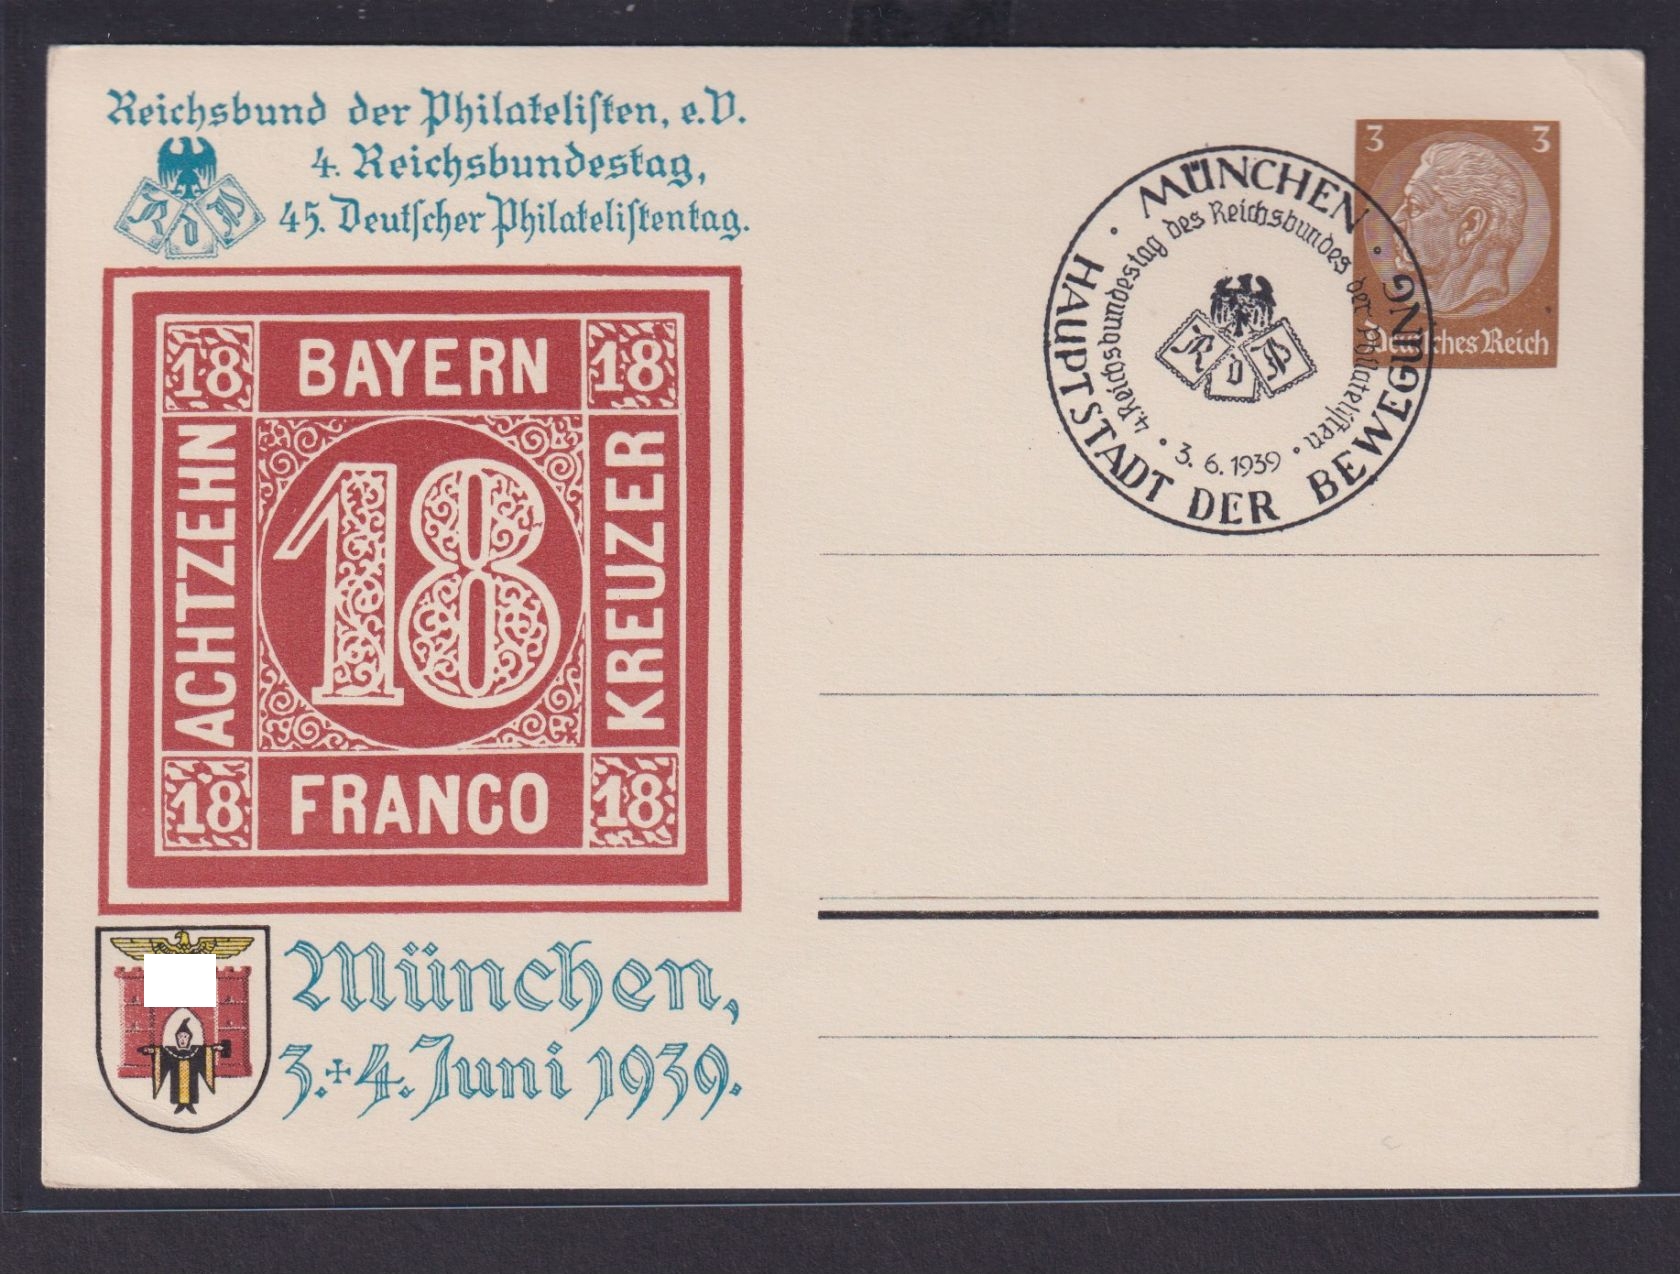 Reichsbund der Philatelisten, e.V.
4. Reichsbundestag,
45. Deutscher Philatelistentag.
R d P
18 BAYERN 18
ACHTZEHN
18
KREUZER
18 FRANCO 18
München,
3.+4. Juni 1939.
MÜNCHEN
HAUPTSTADT DER BEWEGUNG
4. Reichsbundestag des Reichsbundes der Philatelisten
R d P
3.6.1939
3 3
Deutsches Reich